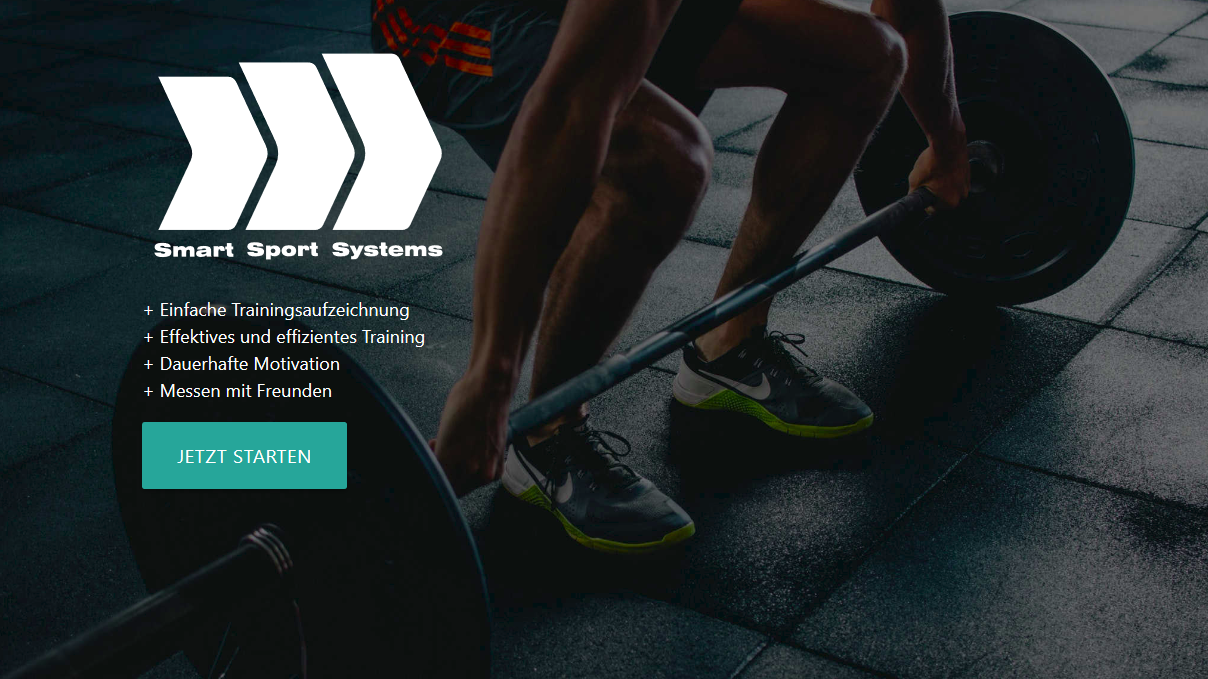 Smart Sport Systems
+ Einfache Trainingsaufzeichnung
+ Effektives und effizientes Training
+ Dauerhafte Motivation
+ Messen mit Freunden
JETZT STARTEN